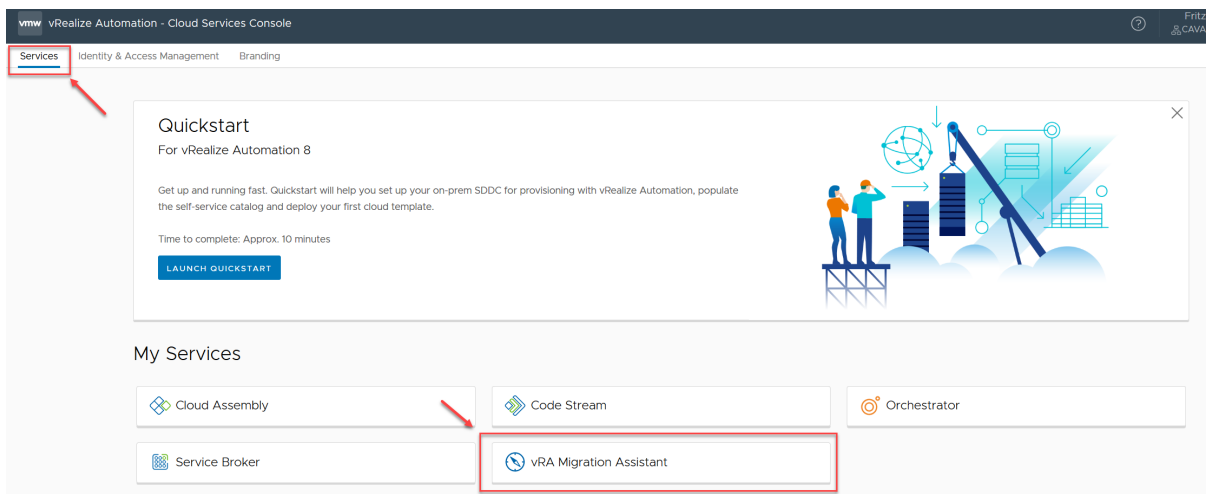 vmw vRealize Automation - Cloud Services Console
?
Fritz
CAVA
Services Identity & Access Management Branding
Quickstart
For vRealize Automation 8
Get up and running fast. Quickstart will help you set up your on-prem SDDC for provisioning with vRealize Automation, populate
the self-service catalog and deploy your first cloud template.
Time to complete: Approx. 10 minutes
LAUNCH QUICKSTART
My Services
Cloud Assembly
Code Stream
Orchestrator
Service Broker
vRA Migration Assistant